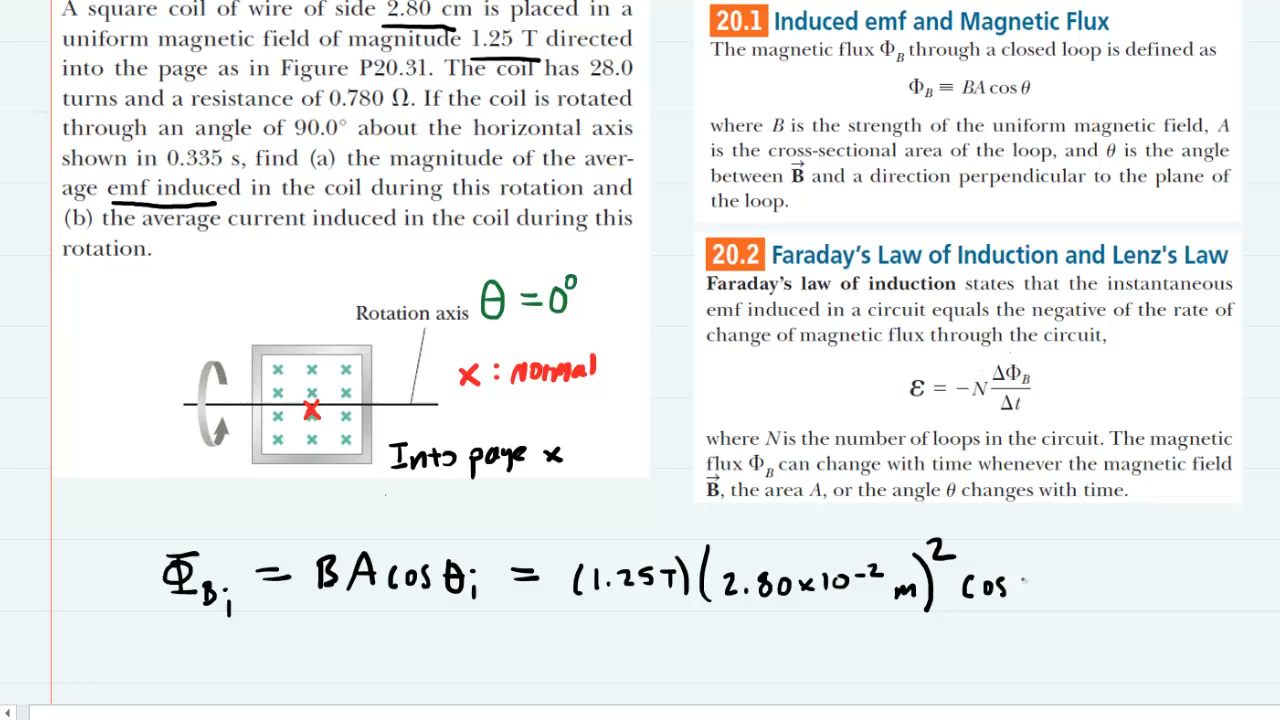 A square coil of wire of side 2.80 cm is placed in a
uniform magnetic field of magnitude 1.25 T directed
into the page as in Figure P20.31. The coil has 28.0
turns and a resistance of 0.780 Ω. If the coil is rotated
through an angle of 90.0° about the horizontal axis
shown in 0.335 s, find (a) the magnitude of the aver-
age emf induced in the coil during this rotation and
(b) the average current induced in the coil during this
rotation.
θ = 0°
Rotation axis
x : normal
Into page x
20.1 Induced emf and Magnetic Flux
The magnetic flux Φ_B through a closed loop is defined as
Φ_B ≡ BA cos θ
where B is the strength of the uniform magnetic field, A
is the cross-sectional area of the loop, and θ is the angle
between B⃗ and a direction perpendicular to the plane of
the loop.
20.2 Faraday's Law of Induction and Lenz's Law
Faraday's law of induction states that the instantaneous
emf induced in a circuit equals the negative of the rate of
change of magnetic flux through the circuit,
ε = −N ΔΦ_B / Δt
where N is the number of loops in the circuit. The magnetic
flux Φ_B can change with time whenever the magnetic field
B⃗, the area A, or the angle θ changes with time.
Φ_Bi = BA cos θi = (1.25T)(2.80×10⁻² m)² cos